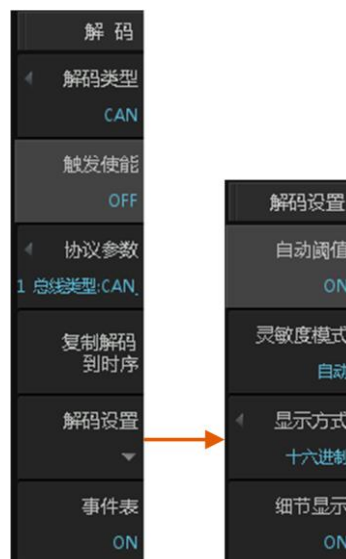 解 码
解码类型
CAN
触发使能
OFF
协议参数
1 总线类型:CAN_
复制解码
到时序
解码设置
事件表
ON
解码设置
自动阈值
ON
灵敏度模式
自动
显示方式
十六进制
细节显示
ON